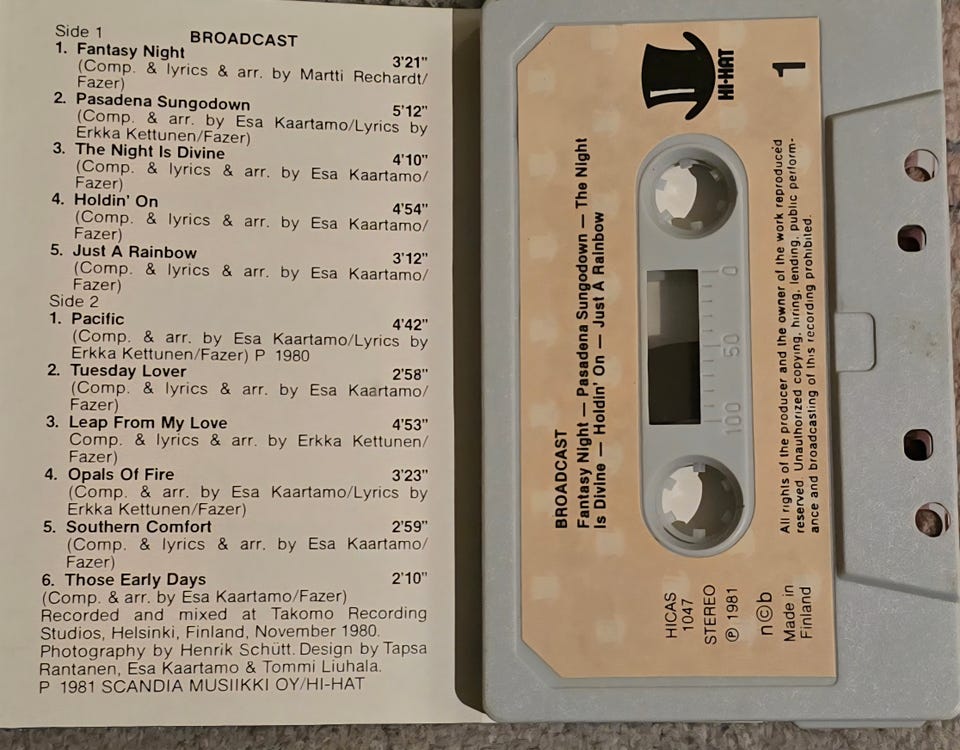 Side 1
BROADCAST
1. Fantasy Night 3'21"
(Comp. & lyrics & arr. by Martti Rechardt/
Fazer)
2. Pasadena Sungodown 5'12"
(Comp. & arr. by Esa Kaartamo/Lyrics by
Erkka Kettunen/Fazer)
3. The Night Is Divine 4'10"
(Comp. & lyrics & arr. by Esa Kaartamo/
Fazer)
4. Holdin' On 4'54"
(Comp. & lyrics & arr. by Esa Kaartamo/
Fazer)
5. Just A Rainbow 3'12"
(Comp. & lyrics & arr. by Esa Kaartamo/
Fazer)
Side 2
1. Pacific 4'42"
(Comp. & arr. by Esa Kaartamo/Lyrics by
Erkka Kettunen/Fazer) P 1980
2. Tuesday Lover 2'58"
(Comp. & lyrics & arr. by Esa Kaartamo/
Fazer)
3. Leap From My Love 4'53"
Comp. & lyrics & arr. by Erkka Kettunen/
Fazer)
4. Opals Of Fire 3'23"
(Comp. & arr. by Esa Kaartamo/Lyrics by
Erkka Kettunen/Fazer)
5. Southern Comfort 2'59"
(Comp. & lyrics & arr. by Esa Kaartamo/
Fazer)
6. Those Early Days 2'10"
(Comp. & arr. by Esa Kaartamo/Fazer)
Recorded and mixed at Takomo Recording
Studios, Helsinki, Finland, November 1980.
Photography by Henrik Schütt. Design by Tapsa
Rantanen, Esa Kaartamo & Tommi Liuhala.
P 1981 SCANDIA MUSIIKKI OY/HI-HAT
HI-HAT
1
BROADCAST
Fantasy Night — Pasadena Sungodown — The Night
Is Divine — Holdin' On — Just A Rainbow
0 50 100
All rights of the producer and the owner of the work reproduced
reserved. Unauthorized copying, hiring, lending, public perform-
ance and broadcasting of this recording prohibited.
HICAS
1047
STEREO
℗ 1981
n©b
Made in
Finland